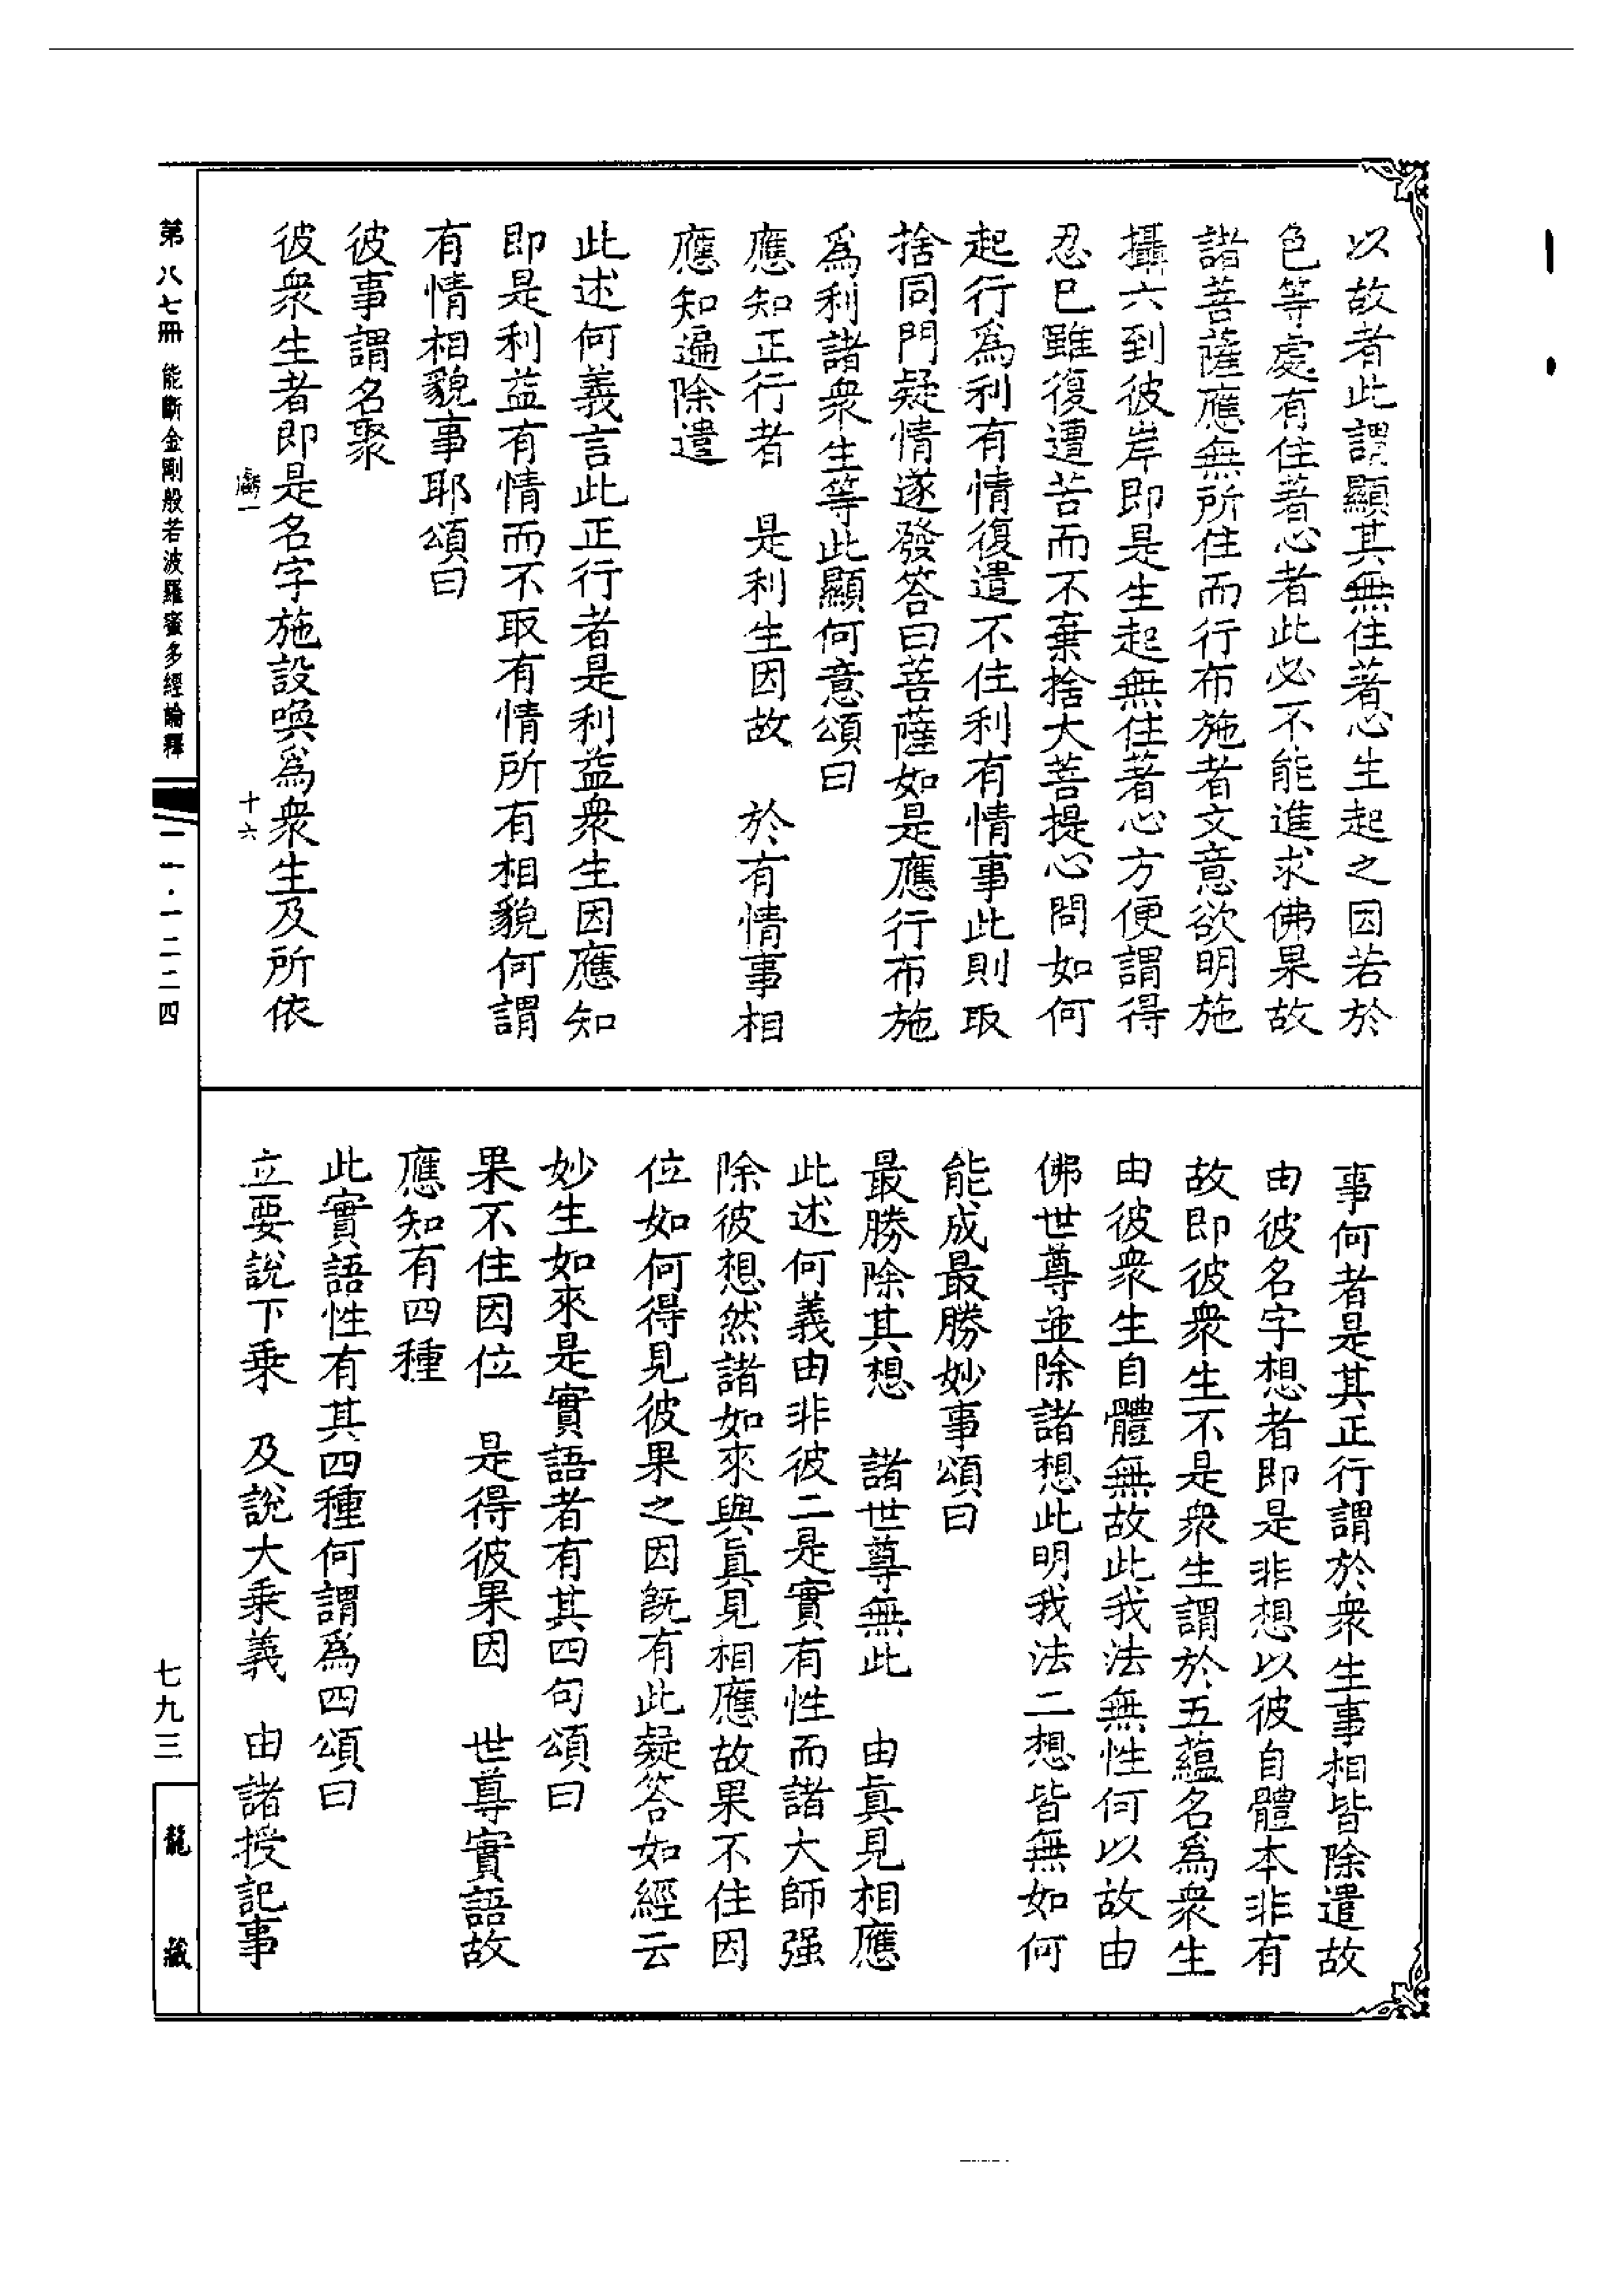 以故者此謂顯其無住著心生起之因若於
色等處有住著心者此必不能進求佛果故
諸菩薩應無所住而行布施者文意欲明施
攝六到彼岸即是生起無住著心方便謂得
忍已雖復遭苦而不棄捨大菩提心問如何
起行為利有情復遣不住利有情事此則取
捨同門疑情遂發答曰菩薩如是應行布施
為利諸衆生等此顯何意頌曰
應知正行者　是利生因故　於有情事相
應知遍除遣
此述何義言此正行者是利益衆生因應知
即是利益有情而不取有情所有相貌何謂
有情相貌事耶頌曰
彼事謂名聚
彼衆生者即是名字施設喚為衆生及所依
事何者是其正行謂於衆生事相皆除遣故
由彼名字想者即是非想以彼自體本非有
故即彼衆生不是衆生謂於五蘊名為衆生
由彼衆生自體無故此我法無性何以故由
佛世尊並除諸想此明我法二想皆無如何
能成最勝妙事頌曰
最勝除其想　諸世尊無此　由真見相應
此述何義由非彼二是實有性而諸大師强
除彼想然諸如來與真見相應故果不住因
位如何得見彼果之因既有此疑答如經云
妙生如來是實語者有其四句頌曰
果不住因位　是得彼果因　世尊實語故
應知有四種
此實語性有其四種何謂為四頌曰
立要說下乘　及說大乘義　由諸授記事
第八七冊　能斷金剛般若波羅蜜多經論釋
十六
七九三
龍藏